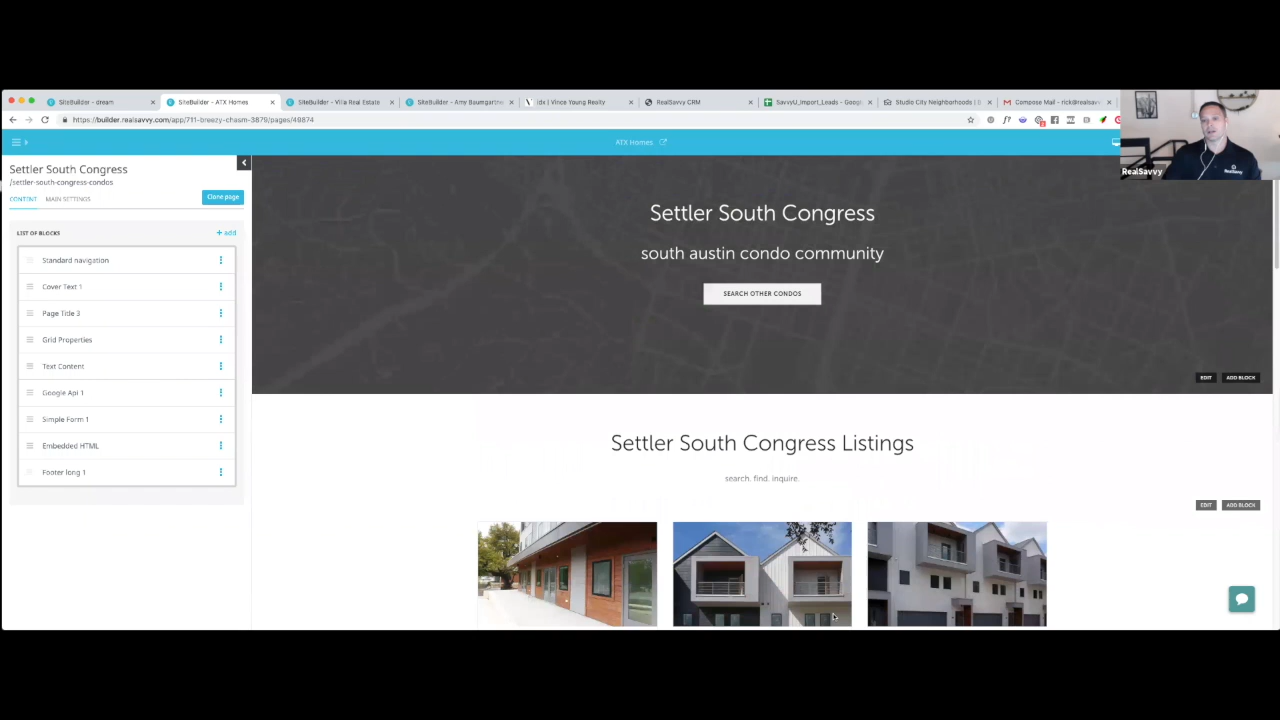 SiteBuilder - dream
SiteBuilder - ATX Homes
SiteBuilder - Villa Real Estate
SiteBuilder - Amy Baumgartne
idx | Vince Young Realty
RealSavvy CRM
SavvyU_Import_Leads - Goog
Studio City Neighborhoods | S
Compose Mail - rick@realsavv
https://builder.realsavvy.com/app/711-breezy-chasm-3879/pages/49874
ATX Homes
RealSavvy
Settler South Congress
/settler-south-congress-condos
Clone page
CONTENT MAIN SETTINGS
LIST OF BLOCKS + add
Standard navigation
Cover Text 1
Page Title 3
Grid Properties
Text Content
Google Api 1
Simple Form 1
Embedded HTML
Footer long 1
Settler South Congress
south austin condo community
SEARCH OTHER CONDOS
EDIT ADD BLOCK
Settler South Congress Listings
search. find. inquire.
EDIT ADD BLOCK